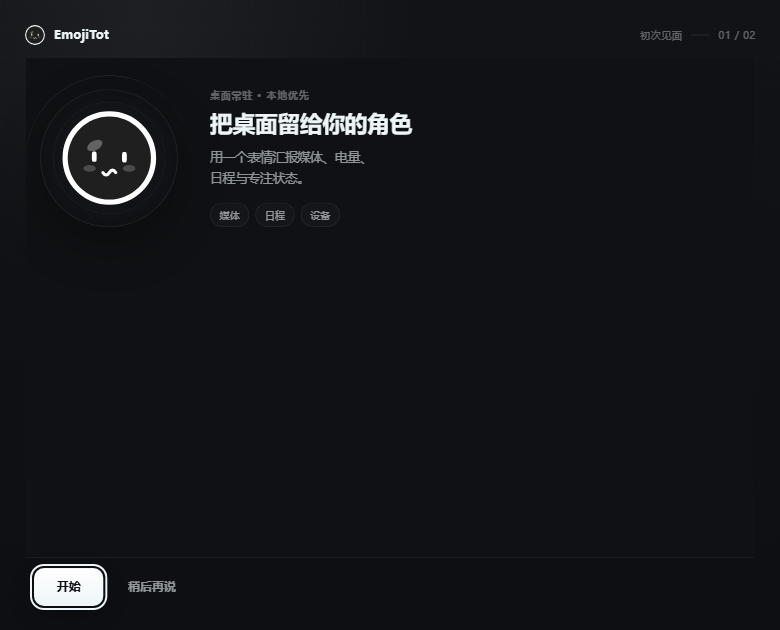 EmojiTot
初次见面 01 / 02
桌面常驻 • 本地优先
把桌面留给你的角色
用一个表情汇报媒体、电量、
日程与专注状态。
媒体 日程 设备
开始 稍后再说